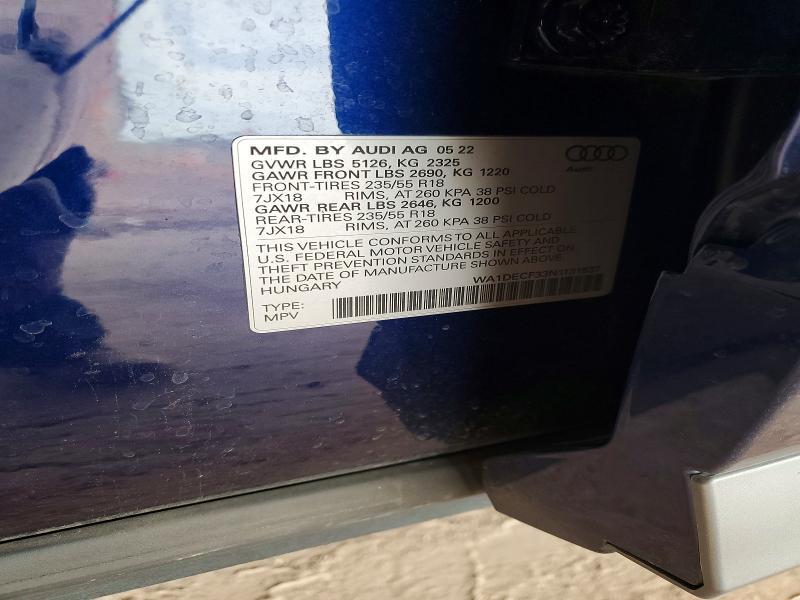 MFD. BY AUDI AG 05 22
GVWR LBS 5126, KG 2325
GAWR FRONT LBS 2690, KG 1220
FRONT-TIRES 235/55 R18
7JX18 RIMS, AT 260 KPA 38 PSI COLD
GAWR REAR LBS 2646, KG 1200
REAR-TIRES 235/55 R18
7JX18 RIMS, AT 260 KPA 38 PSI COLD
THIS VEHICLE CONFORMS TO ALL APPLICABLE
U.S. FEDERAL MOTOR VEHICLE SAFETY AND
THEFT PREVENTION STANDARDS IN EFFECT ON
THE DATE OF MANUFACTURE SHOWN ABOVE.
HUNGARY
TYPE:
MPV
Audi